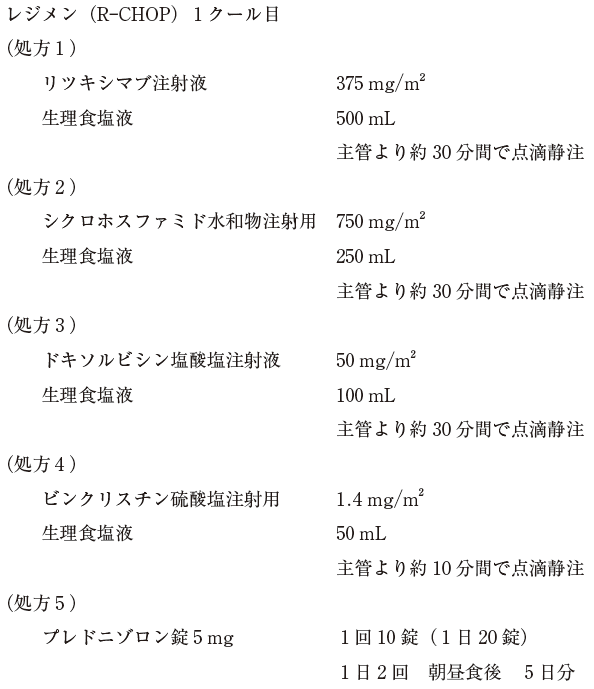 レジメン（R-CHOP）１クール目
（処方１）
リツキシマブ注射液　375 mg/m²
生理食塩液　500 mL
主管より約 30 分間で点滴静注
（処方２）
シクロホスファミド水和物注射用　750 mg/m²
生理食塩液　250 mL
主管より約 30 分間で点滴静注
（処方３）
ドキソルビシン塩酸塩注射液　50 mg/m²
生理食塩液　100 mL
主管より約 30 分間で点滴静注
（処方４）
ビンクリスチン硫酸塩注射用　1.4 mg/m²
生理食塩液　50 mL
主管より約 10 分間で点滴静注
（処方５）
プレドニゾロン錠５mg　１回 10 錠（１日 20 錠）
１日２回　朝昼食後　５日分